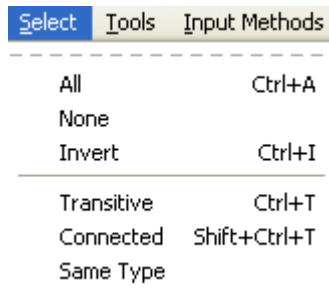 Select Tools Input Methods
All Ctrl+A
None
Invert Ctrl+I
Transitive Ctrl+T
Connected Shift+Ctrl+T
Same Type